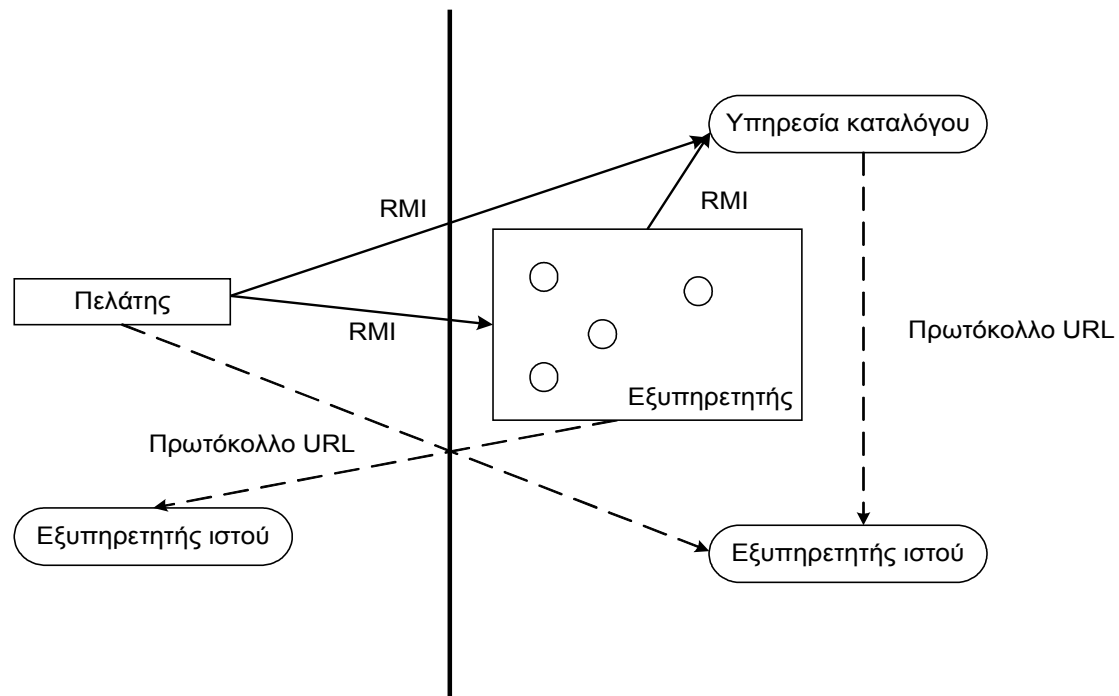 Υπηρεσία καταλόγου
RMI
RMI
Πελάτης
RMI
Πρωτόκολλο URL
Εξυπηρετητής
Πρωτόκολλο URL
Εξυπηρετητής ιστού
Εξυπηρετητής ιστού